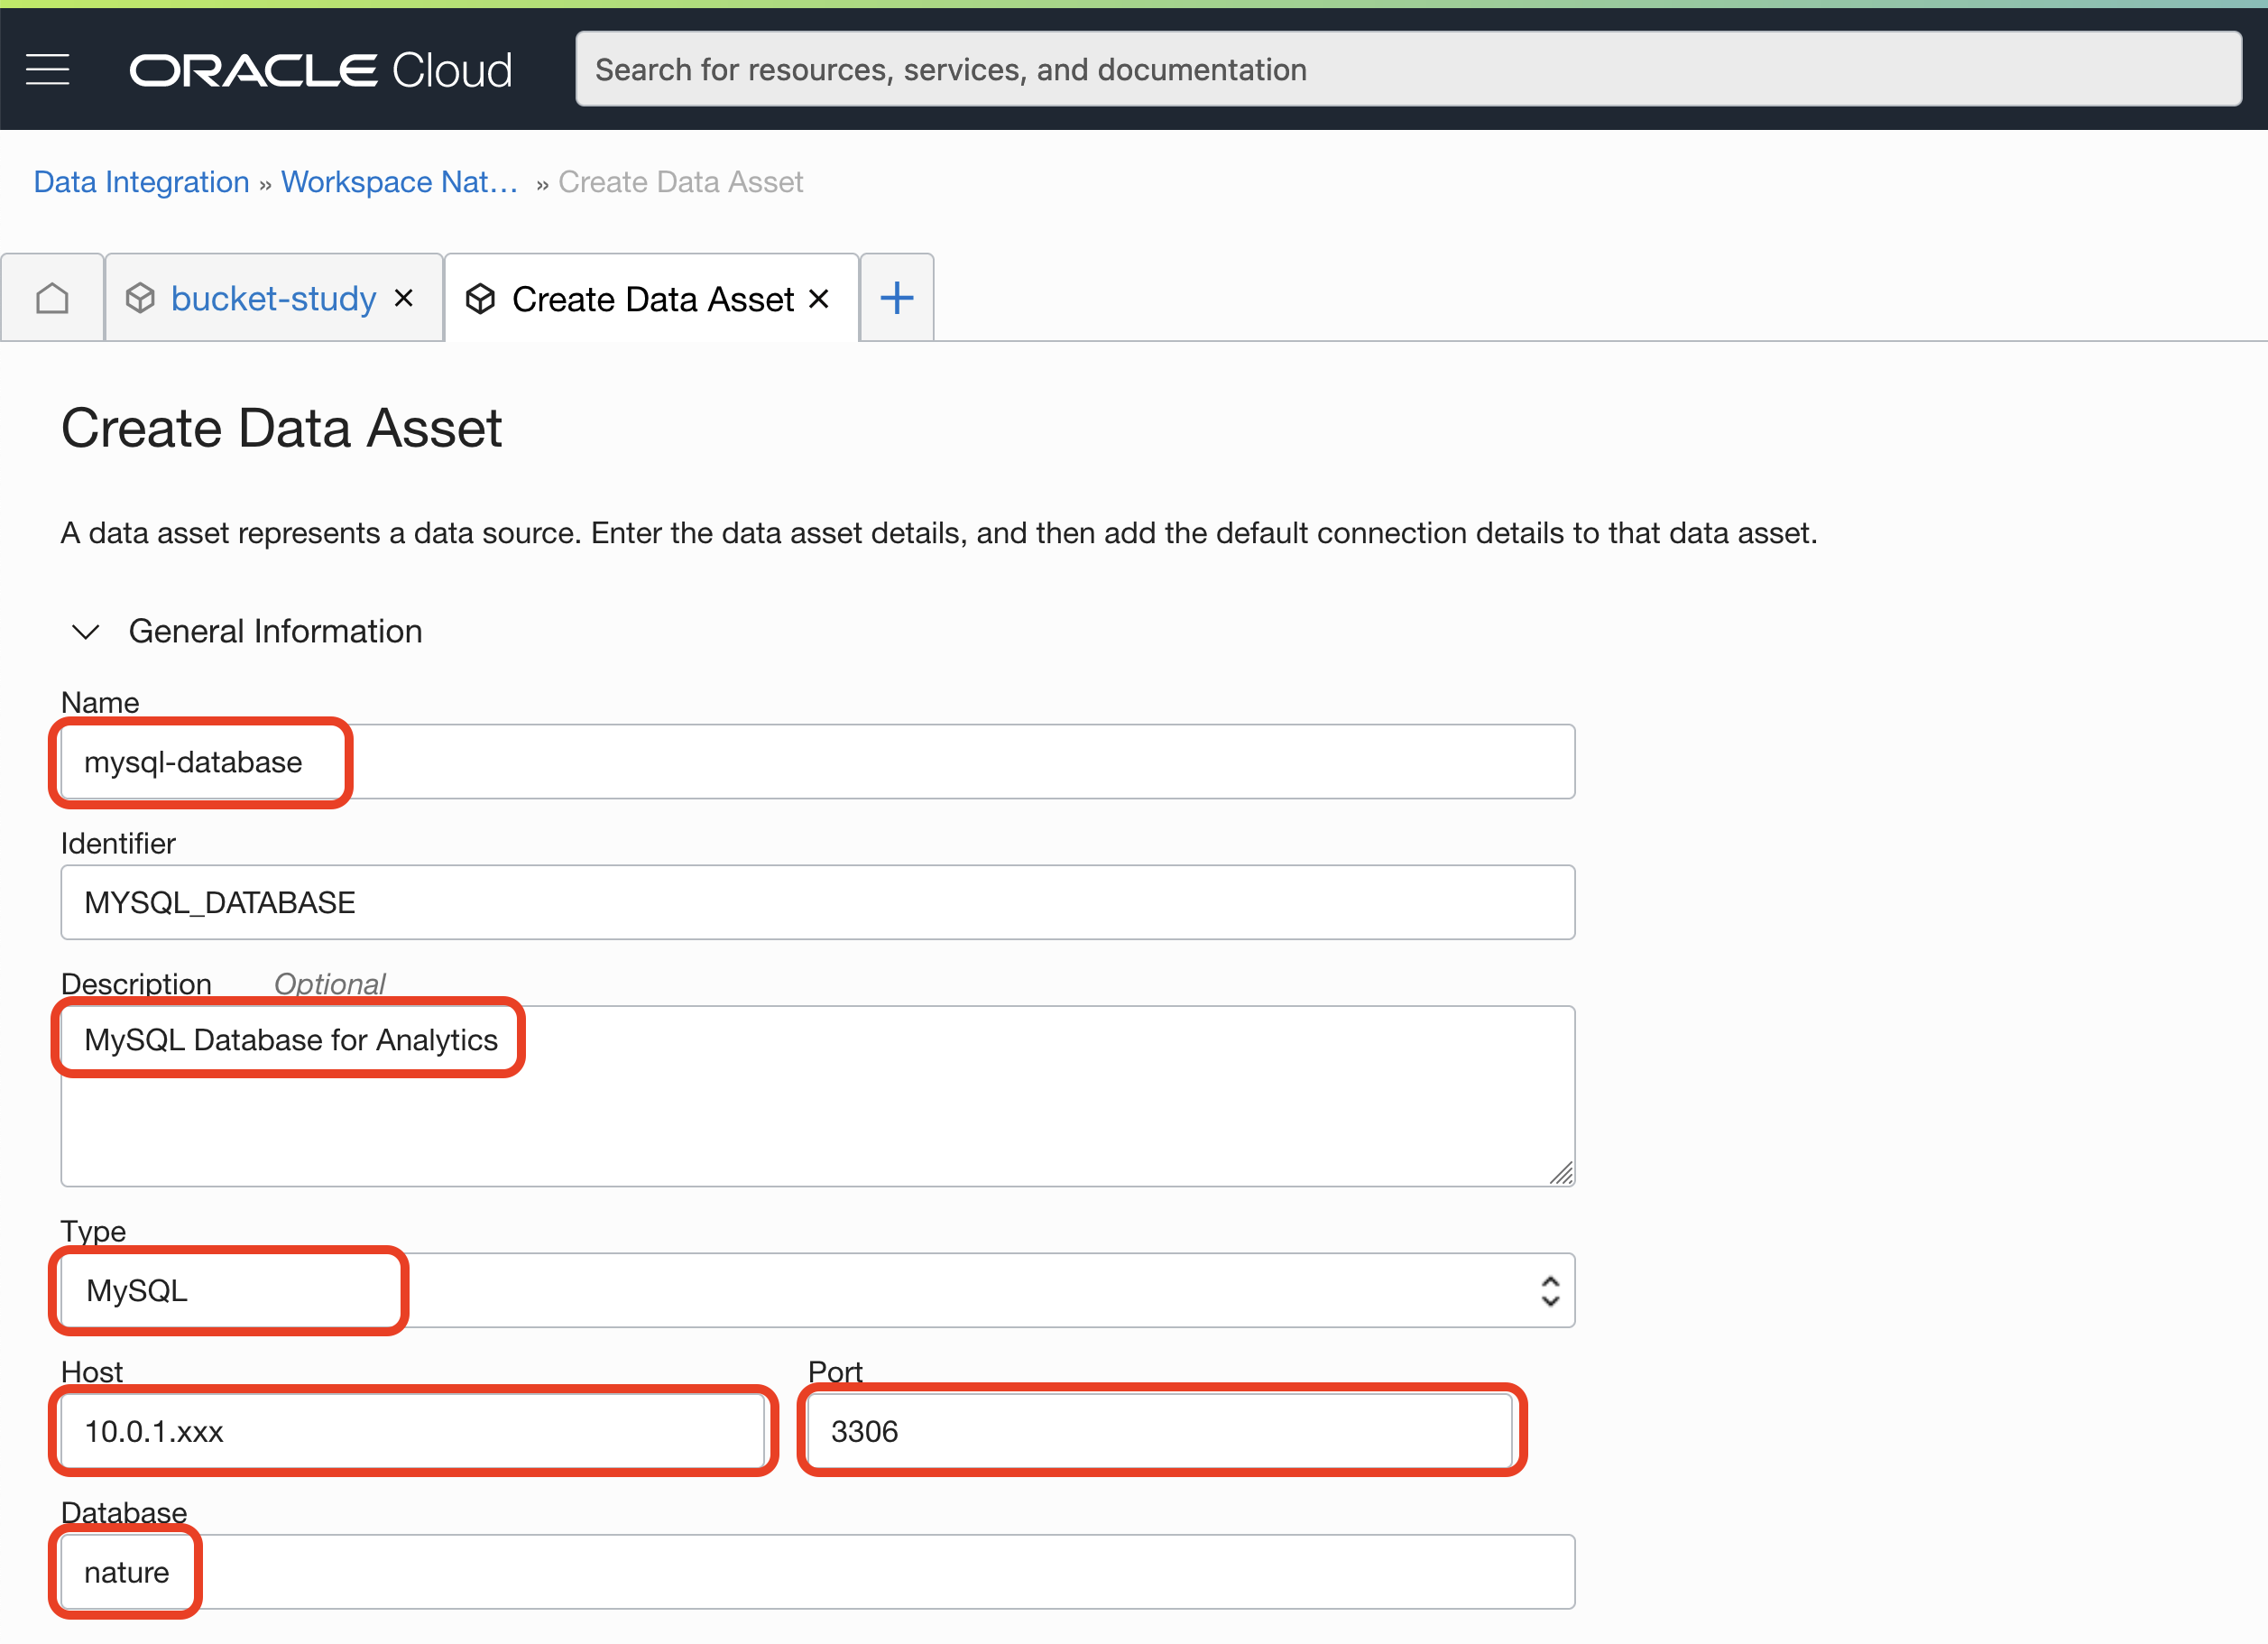 ORACLE Cloud
Search for resources, services, and documentation
Data Integration » Workspace Nat... » Create Data Asset
bucket-study
Create Data Asset
Create Data Asset
A data asset represents a data source. Enter the data asset details, and then add the default connection details to that data asset.
General Information
Name
mysql-database
Identifier
MYSQL_DATABASE
Description Optional
MySQL Database for Analytics
Type
MySQL
Host Port
10.0.1.xxx 3306
Database
nature